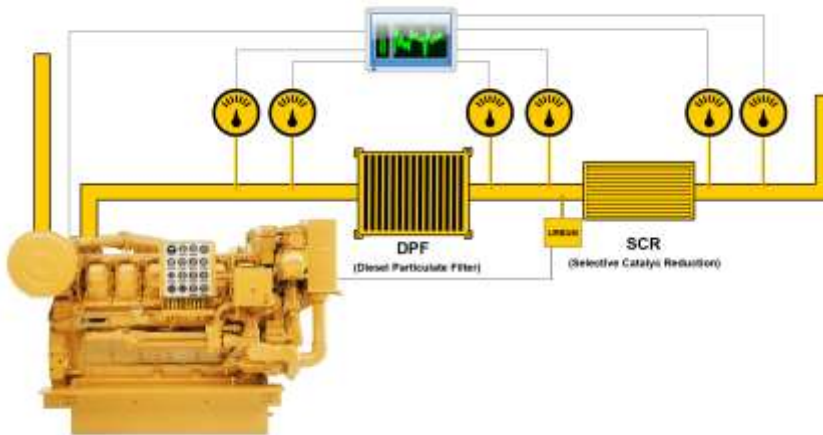 DPF
(Diesel Particulate Filter)
UREUM
SCR
(Selective Catalyc Reduction)